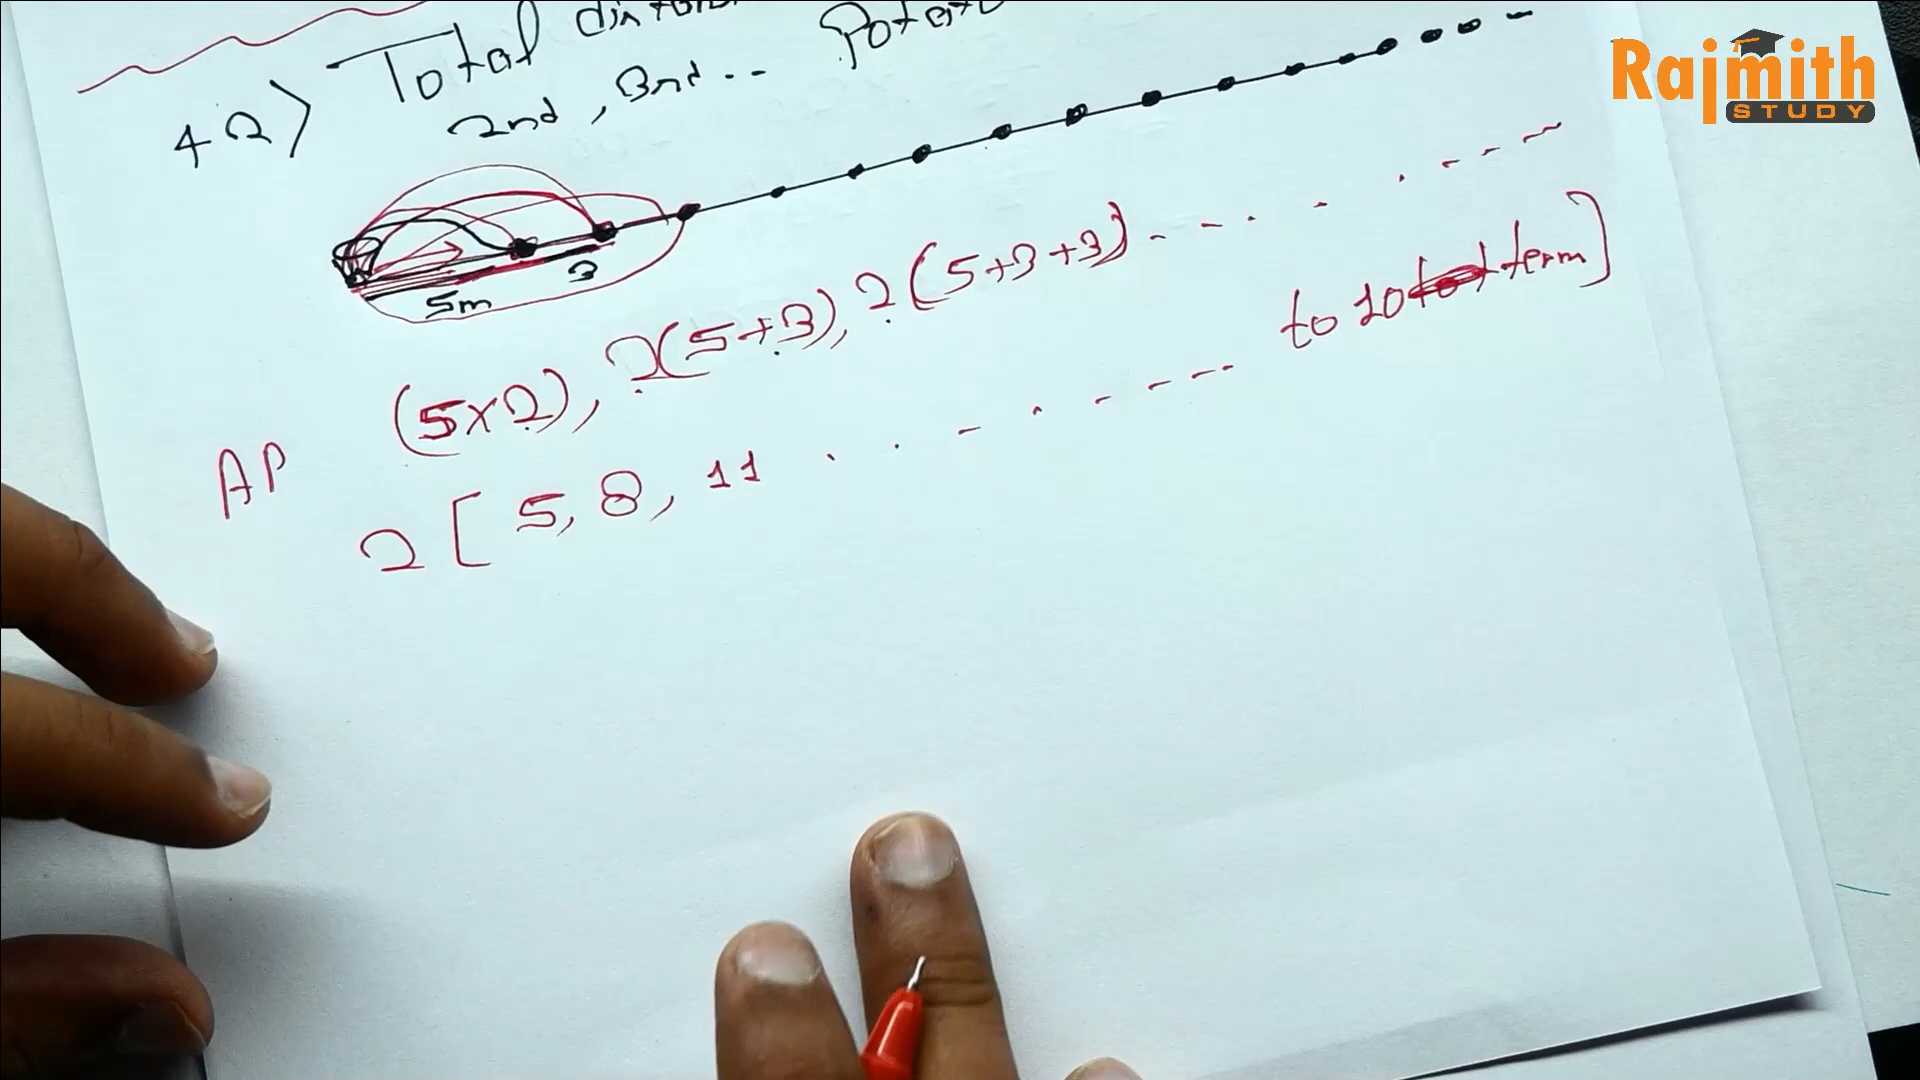 Rajmith
STUDY
42) Total
2nd, 3rd .. Potato
5m 3
(5×2), 2(5+3), 2(5+3+3) - - - . . . - - -
AP
2[5, 8, 11 . . - . - - - - to 10 term]